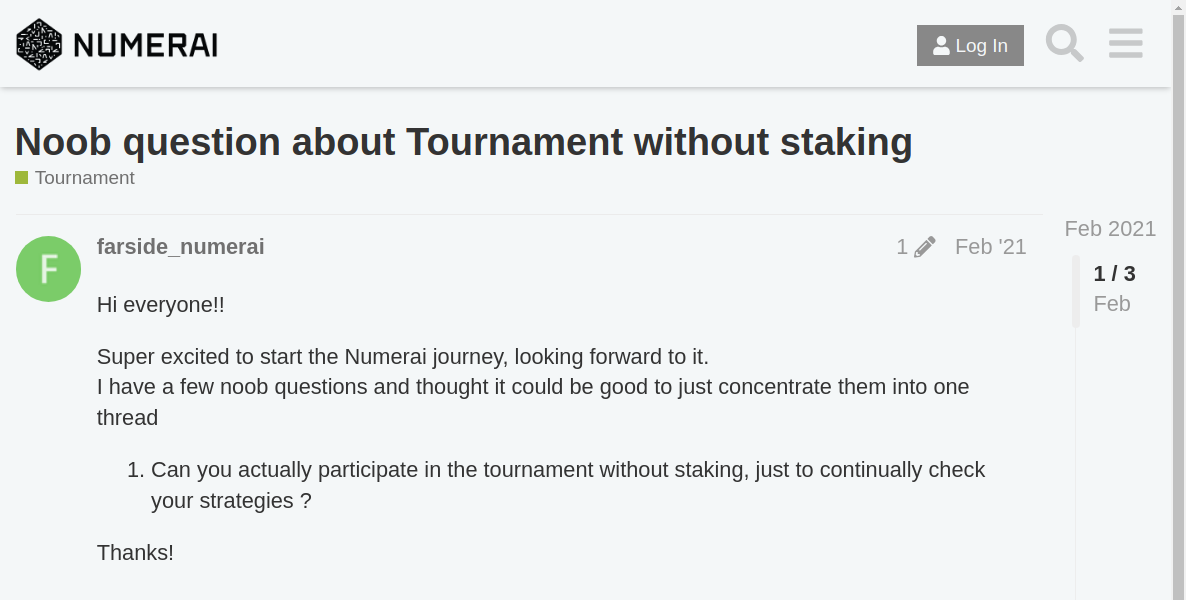 NUMERAI
Log In
Noob question about Tournament without staking
Tournament
farside_numerai
1
Feb '21
Feb 2021
1 / 3
Feb
Hi everyone!!
Super excited to start the Numerai journey, looking forward to it.
I have a few noob questions and thought it could be good to just concentrate them into one
thread
1. Can you actually participate in the tournament without staking, just to continually check
your strategies ?
Thanks!
F